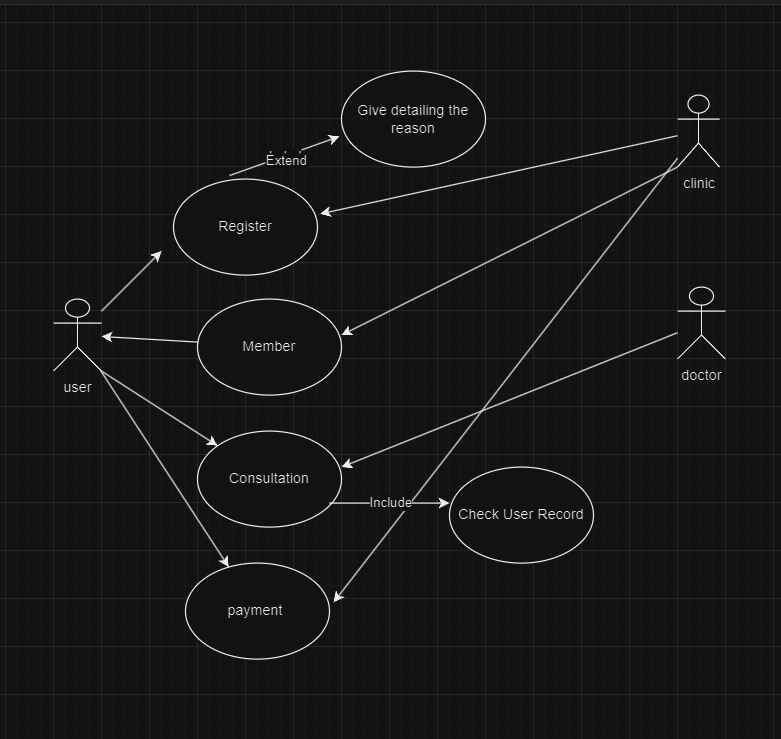 Give detailing the
reason
Extend
clinic
Register
Member
user
doctor
Consultation
Include
Check User Record
payment